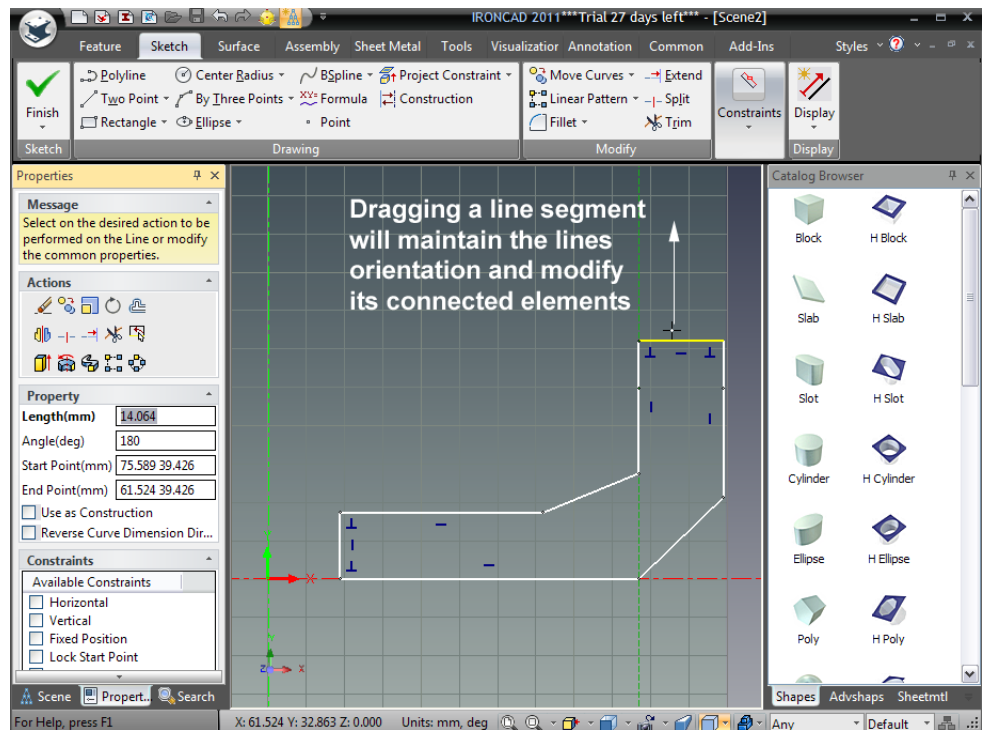 IRONCAD 2011***Trial 27 days left*** - [Scene2]
Feature Sketch Surface Assembly Sheet Metal Tools Visualization Annotation Common Add-Ins Styles
Finish
Polyline Center Radius BSpline Project Constraint
Two Point By Three Points Formula Construction
Rectangle Ellipse Point
Move Curves Extend
Linear Pattern Split
Fillet Trim
Constraints
Display
Sketch Drawing Modify Display
Properties
Message
Select on the desired action to be
performed on the Line or modify
the common properties.
Actions
Property
Length(mm) 14.064
Angle(deg) 180
Start Point(mm) 75.589 39.426
End Point(mm) 61.524 39.426
Use as Construction
Reverse Curve Dimension Dir...
Constraints
Available Constraints
Horizontal
Vertical
Fixed Position
Lock Start Point
Scene Propert... Search
Dragging a line segment
will maintain the lines
orientation and modify
its connected elements
X
Z X
Catalog Browser
Block H Block
Slab H Slab
Slot H Slot
Cylinder H Cylinder
Ellipse H Ellipse
Poly H Poly
Shapes Advshaps Sheetmtl
For Help, press F1 X: 61.524 Y: 32.863 Z: 0.000 Units: mm, deg Any Default